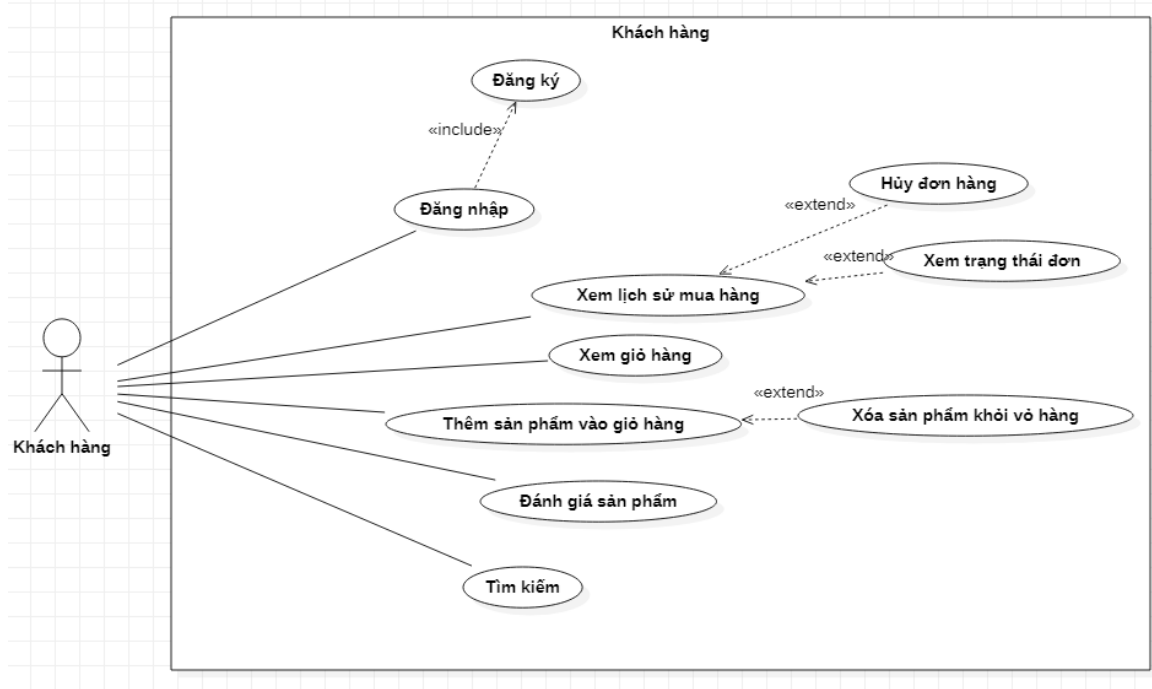 Khách hàng
Đăng ký
«include»
Đăng nhập
Hủy đơn hàng
«extend»
Xem trạng thái đơn
«extend»
Xem lịch sử mua hàng
Xem giỏ hàng
«extend»
Thêm sản phẩm vào giỏ hàng
Xóa sản phẩm khỏi vỏ hàng
Khách hàng
Đánh giá sản phẩm
Tìm kiếm